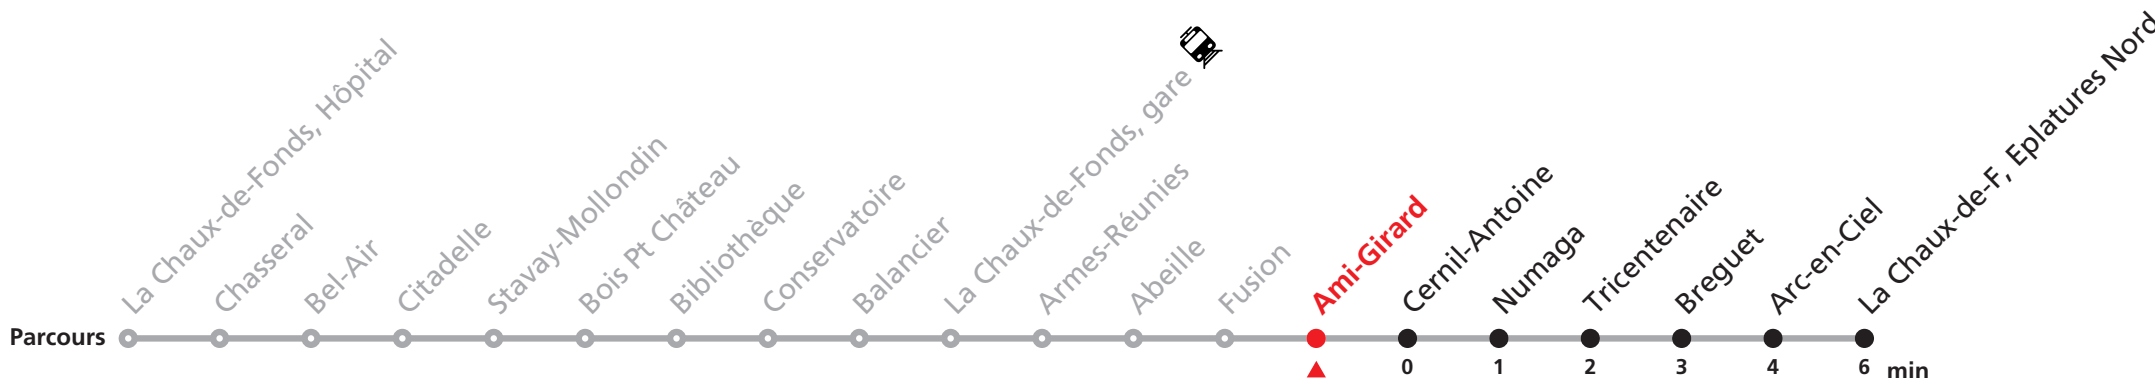 La Chaux-de-Fonds, Hôpital
Chasseral
Bel-Air
Citadelle
Stavay-Mollondin
Bois Pt Château
Bibliothèque
Conservatoire
Balancier
La Chaux-de-Fonds, gare
Armes-Réunies
Abeille
Fusion
Ami-Girard
Cernil-Antoine
Numaga
Tricentenaire
Breguet
Arc-en-Ciel
La Chaux-de-F, Eplatures Nord
Parcours
0 1 2 3 4 6 min